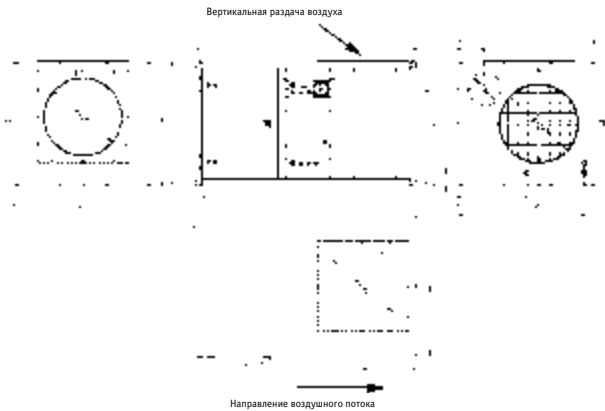 Вертикальная раздача воздуха
Направление воздушного потока